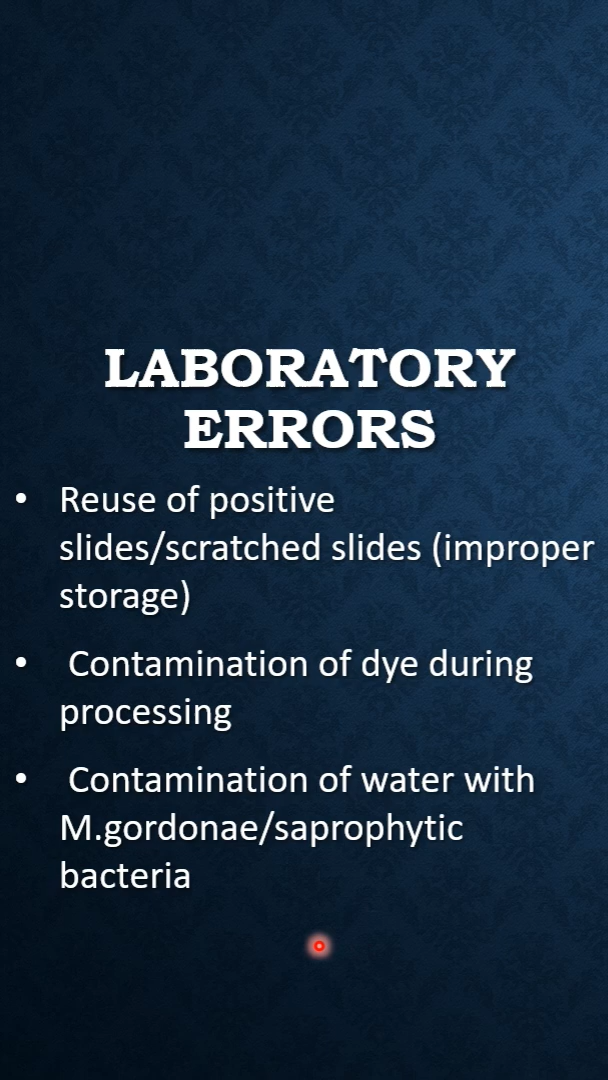 LABORATORY
ERRORS
• Reuse of positive
slides/scratched slides (improper
storage)
• Contamination of dye during
processing
• Contamination of water with
M.gordonae/saprophytic
bacteria